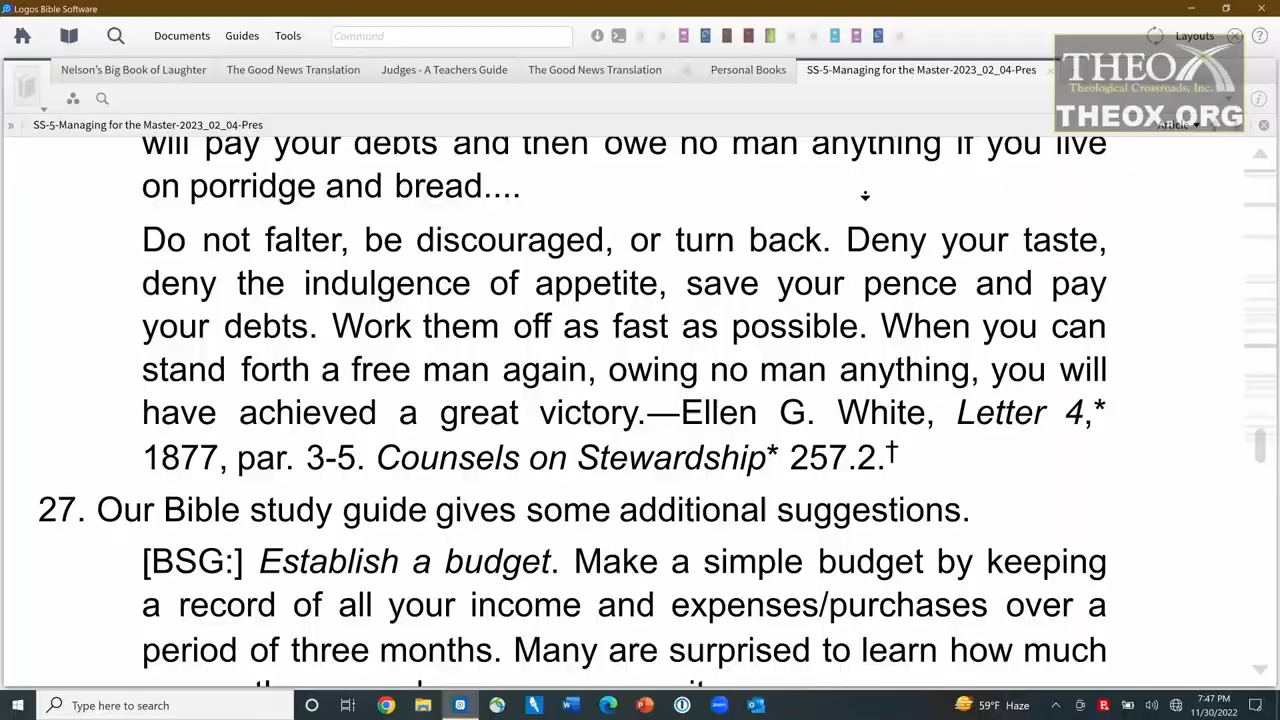 Logos Bible Software
Documents Guides Tools Command Layouts
Nelson's Big Book of Laughter The Good News Translation Judges - A Teachers Guide The Good News Translation Personal Books SS-5-Managing for the Master-2023_02_04-Pres
THEOX
Theological Crossroads, Inc.
THEOX.ORG
SS-5-Managing for the Master-2023_02_04-Pres Article
will pay your debts and then owe no man anything if you live
on porridge and bread....
Do not falter, be discouraged, or turn back. Deny your taste,
deny the indulgence of appetite, save your pence and pay
your debts. Work them off as fast as possible. When you can
stand forth a free man again, owing no man anything, you will
have achieved a great victory.—Ellen G. White, Letter 4,*
1877, par. 3-5. Counsels on Stewardship* 257.2.†
27. Our Bible study guide gives some additional suggestions.
[BSG:] Establish a budget. Make a simple budget by keeping
a record of all your income and expenses/purchases over a
period of three months. Many are surprised to learn how much
Type here to search
59°F Haze
7:47 PM
11/30/2022